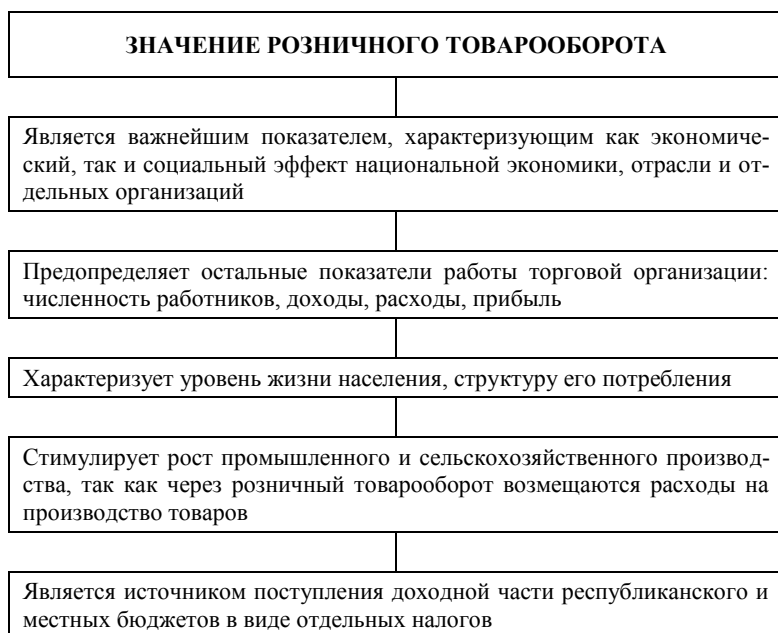 ЗНАЧЕНИЕ РОЗНИЧНОГО ТОВАРООБОРОТА
Является важнейшим показателем, характеризующим как экономиче-
ский, так и социальный эффект национальной экономики, отрасли и от-
дельных организаций
Предопределяет остальные показатели работы торговой организации:
численность работников, доходы, расходы, прибыль
Характеризует уровень жизни населения, структуру его потребления
Стимулирует рост промышленного и сельскохозяйственного производ-
ства, так как через розничный товарооборот возмещаются расходы на
производство товаров
Является источником поступления доходной части республиканского и
местных бюджетов в виде отдельных налогов